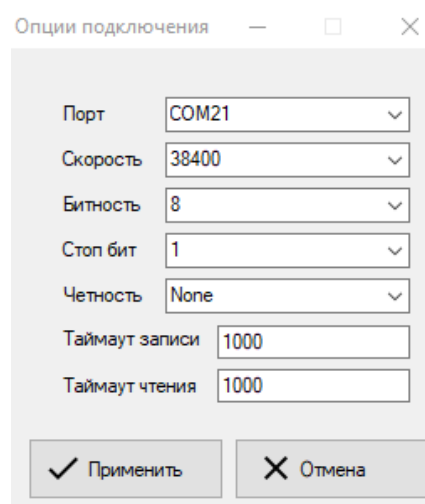 Опции подключения
Порт COM21
Скорость 38400
Битность 8
Стоп бит 1
Четность None
Таймаут записи 1000
Таймаут чтения 1000
Применить Отмена